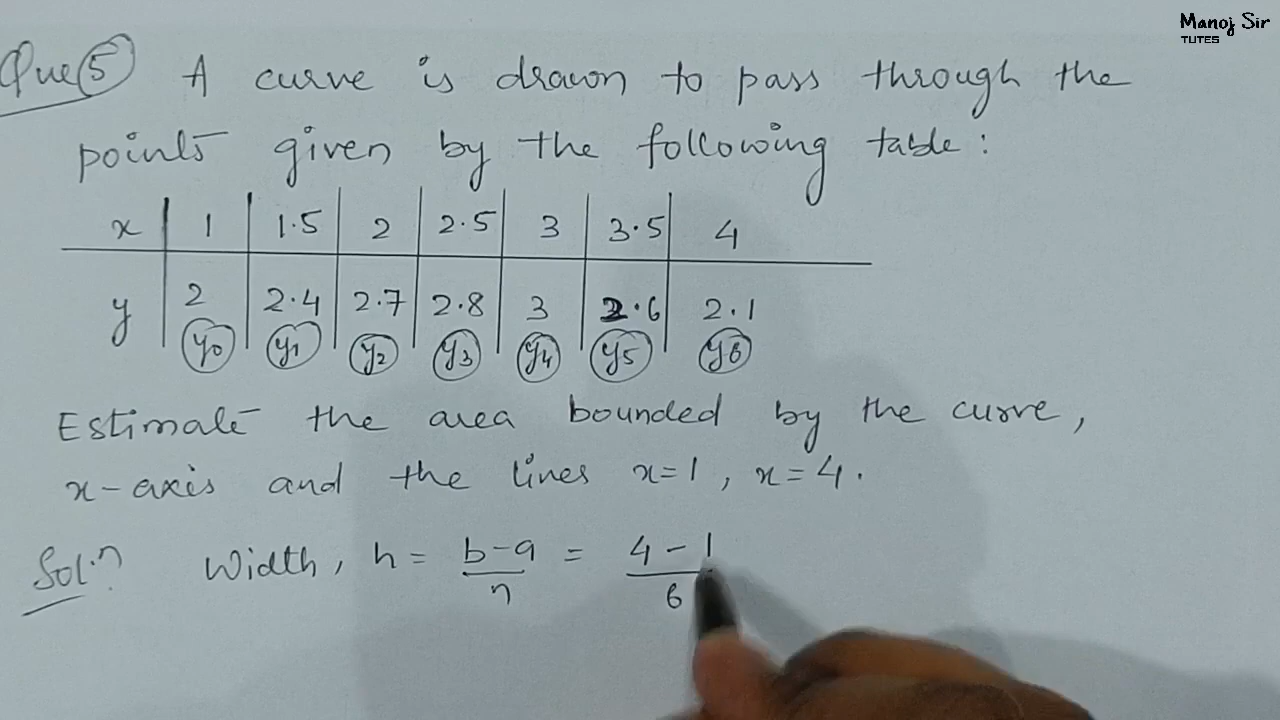 Manoj Sir
TUTES
Que 5 A curve is drawn to pass through the
points given by the following table:
x 1 1.5 2 2.5 3 3.5 4
y 2 2.4 2.7 2.8 3 2.6 2.1
y0 y1 y2 y3 y4 y5 y6
Estimate the area bounded by the curve,
x-axis and the lines x=1, x=4.
Sol.n Width, h = b-a/n = 4-1/6